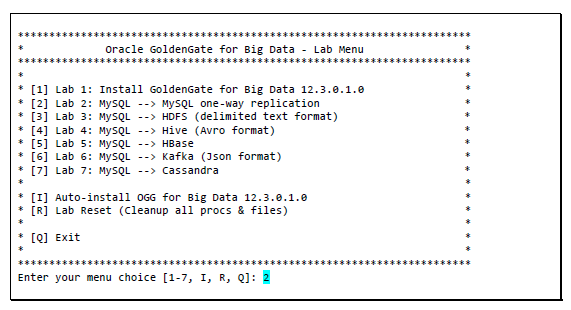 ************************************************************************
*             Oracle GoldenGate for Big Data - Lab Menu                *
************************************************************************
*                                                                      *
* [1] Lab 1: Install GoldenGate for Big Data 12.3.0.1.0                *
* [2] Lab 2: MySQL --> MySQL one-way replication                       *
* [3] Lab 3: MySQL --> HDFS (delimited text format)                    *
* [4] Lab 4: MySQL --> Hive (Avro format)                              *
* [5] Lab 5: MySQL --> HBase                                           *
* [6] Lab 6: MySQL --> Kafka (Json format)                             *
* [7] Lab 7: MySQL --> Cassandra                                       *
*                                                                      *
* [I] Auto-install OGG for Big Data 12.3.0.1.0                         *
* [R] Lab Reset (Cleanup all procs & files)                            *
*                                                                      *
* [Q] Exit                                                             *
*                                                                      *
************************************************************************
Enter your menu choice [1-7, I, R, Q]: 2